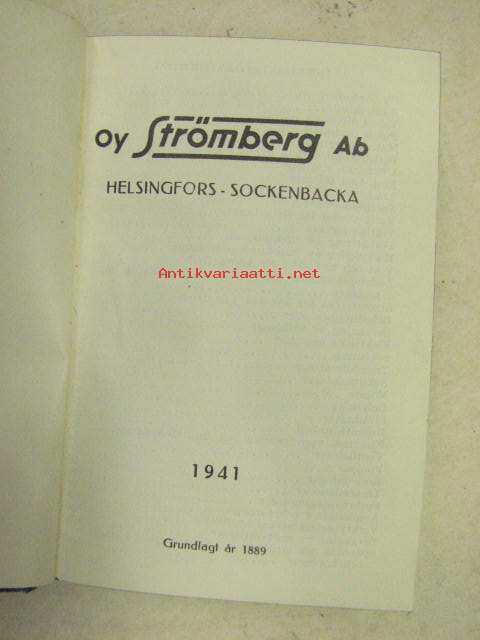 Oy Strömberg Ab
HELSINGFORS - SOCKENBACKA
Antikvariaatti.net
1941
Grundlagt år 1889